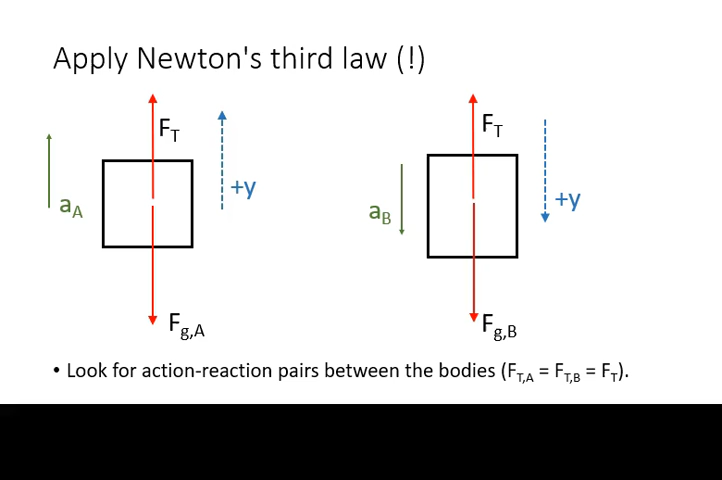 Apply Newton's third law (!)
F_T
+y
a_A
F_g,A
F_T
+y
a_B
F_g,B
• Look for action-reaction pairs between the bodies (F_T,A = F_T,B = F_T).